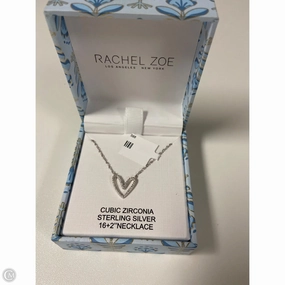 RACHEL ZOE
LOS ANGELES NEW YORK
CUBIC ZIRCONIA
STERLING SILVER
16+2"NECKLACE